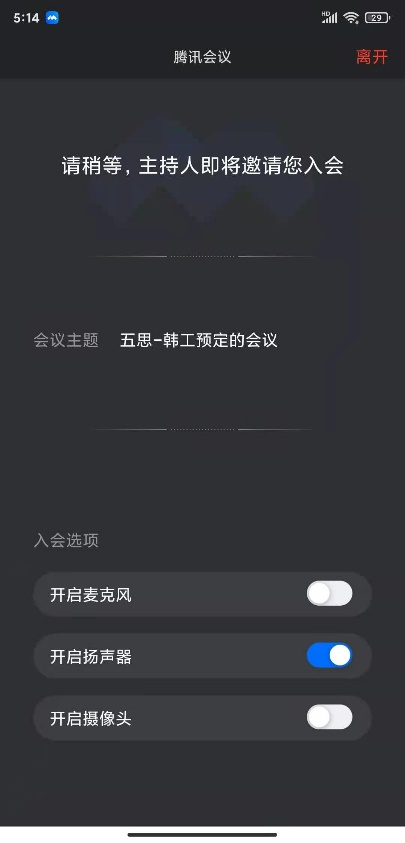 5:14
HD
29
腾讯会议
离开
请稍等，主持人即将邀请您入会
会议主题 五思-韩工预定的会议
入会选项
开启麦克风
开启扬声器
开启摄像头